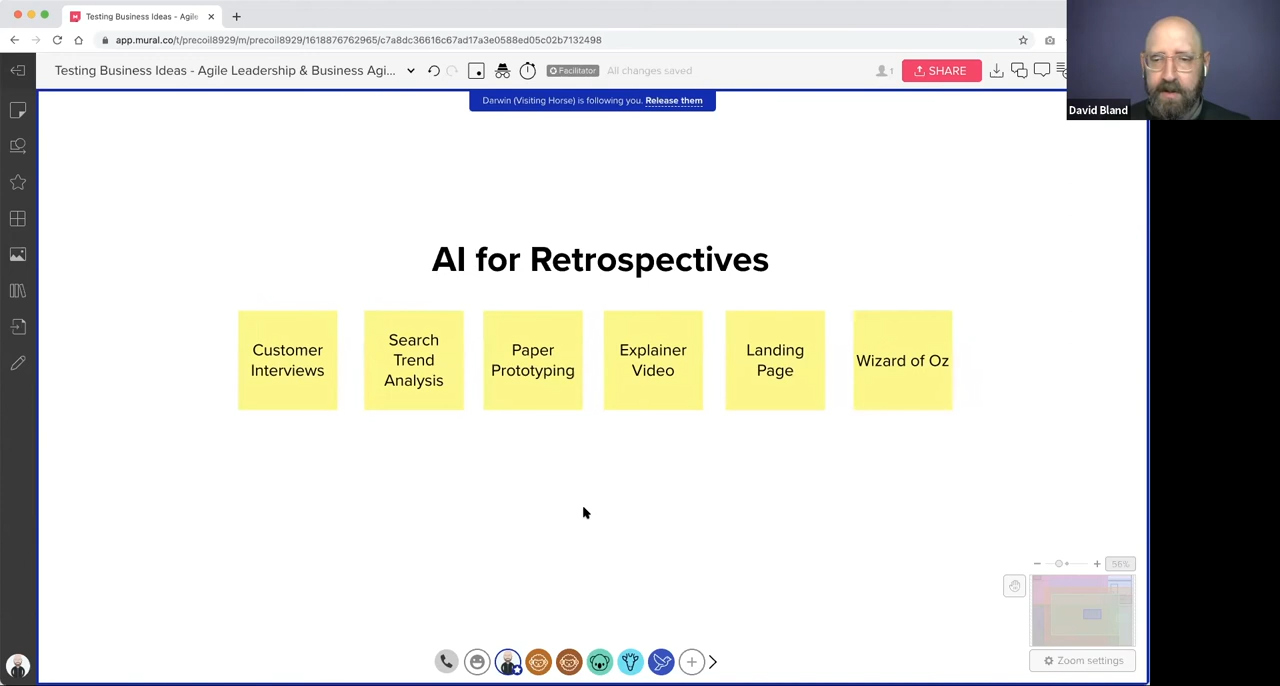 Testing Business Ideas - Agile
app.mural.co/t/precoil8929/m/precoil8929/1618876762965/c7a8dc36616c67ad17a3e0588ed05c02b7132498
Testing Business Ideas - Agile Leadership & Business Agi...
Facilitator
All changes saved
1
SHARE
David Bland
Darwin (Visiting Horse) is following you. Release them
AI for Retrospectives
Customer
Interviews
Search
Trend
Analysis
Paper
Prototyping
Explainer
Video
Landing
Page
Wizard of Oz
56%
Zoom settings